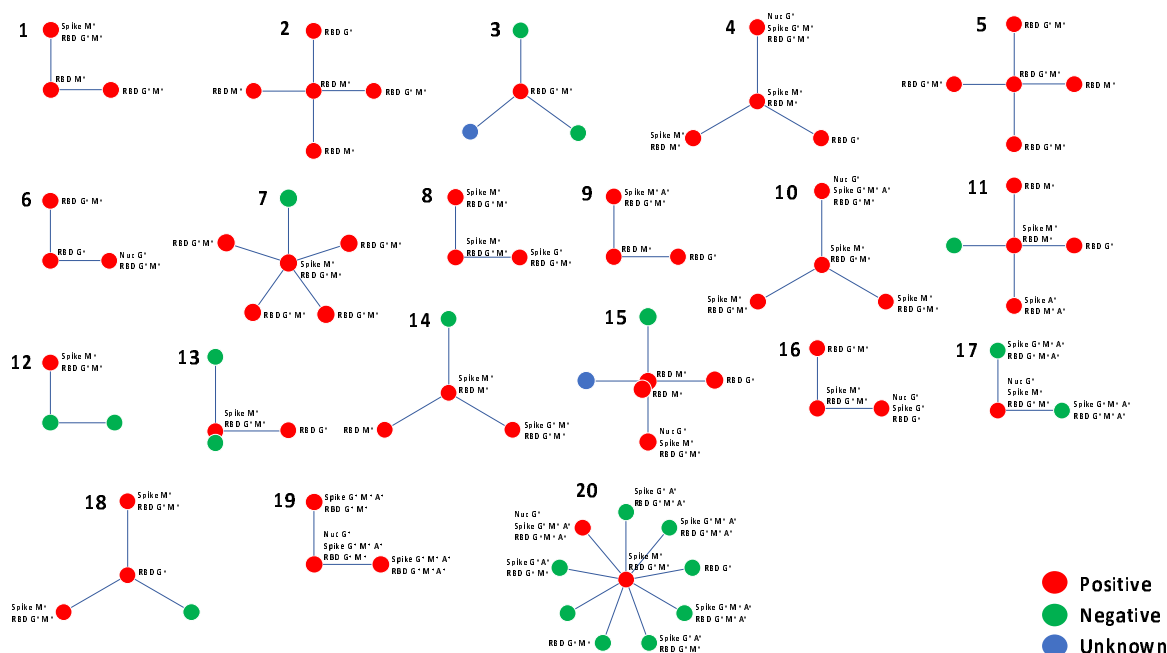 1
Spike M⁺
RBD G⁺M⁺
RBD M⁺
RBD G⁺M⁺
2
RBD G⁺
RBD M⁺
RBD M⁺
RBD G⁺M⁺
RBD M⁺
3
RBD G⁺M⁺
4
Nuc G⁺
Spike G⁺M⁺
RBD G⁺M⁺
Spike M⁺
RBD M⁺
Spike M⁺
RBD M⁺
RBD G⁺
5
RBD G⁺M⁺
RBD G⁺M⁺
RBD G⁺M⁺
RBD M⁺
RBD G⁺M⁺
6
RBD G⁺M⁺
RBD G⁺
Nuc G⁺
RBD G⁺M⁺
7
RBD G⁺M⁺
RBD G⁺M⁺
Spike M⁺
RBD G⁺M⁺
RBD G⁺M⁺
RBD G⁺M⁺
8
Spike M⁺
RBD G⁺M⁺
Spike M⁺
RBD G⁺M⁺
Spike G⁺
RBD G⁺M⁺
9
Spike M⁺A⁺
RBD G⁺M⁺
RBD M⁺
RBD G⁺
10
Nuc G⁺
Spike G⁺M⁺A⁺
RBD G⁺M⁺
Spike M⁺
RBD G⁺M⁺
Spike M⁺
RBD G⁺M⁺
Spike M⁺
RBD G⁺M⁺
11
RBD M⁺
Spike M⁺
RBD M⁺
RBD G⁺
Spike A⁺
RBD M⁺A⁺
12
Spike M⁺
RBD G⁺M⁺
13
Spike M⁺
RBD G⁺M⁺
RBD G⁺
14
Spike M⁺
RBD M⁺
RBD M⁺
Spike G⁺M⁺
RBD G⁺M⁺
15
RBD M⁺
RBD M⁺
RBD G⁺
Nuc G⁺
Spike M⁺
RBD G⁺M⁺
16
RBD G⁺M⁺
Spike M⁺
RBD G⁺M⁺
Nuc G⁺
Spike G⁺
RBD G⁺
17
Spike G⁺M⁺A⁺
RBD G⁺M⁺A⁺
Nuc G⁺
Spike M⁺
RBD G⁺M⁺
Spike G⁺M⁺A⁺
RBD G⁺M⁺A⁺
18
Spike M⁺
RBD G⁺M⁺
RBD G⁺
Spike M⁺
RBD G⁺M⁺
19
Spike G⁺M⁺A⁺
RBD G⁺M⁺
Nuc G⁺
Spike G⁺M⁺A⁺
RBD G⁺M⁺
Spike G⁺M⁺A⁺
RBD G⁺M⁺A⁺
20
Spike G⁺A⁺
RBD G⁺M⁺A⁺
Nuc G⁺
Spike G⁺M⁺A⁺
RBD G⁺M⁺A⁺
Spike G⁺M⁺A⁺
RBD G⁺M⁺A⁺
Spike G⁺A⁺
RBD G⁺M⁺
Spike M⁺
RBD G⁺M⁺
RBD G⁺
Spike G⁺M⁺A⁺
RBD G⁺M⁺A⁺
RBD G⁺M⁺
Spike G⁺A⁺
RBD G⁺M⁺
Positive
Negative
Unknown